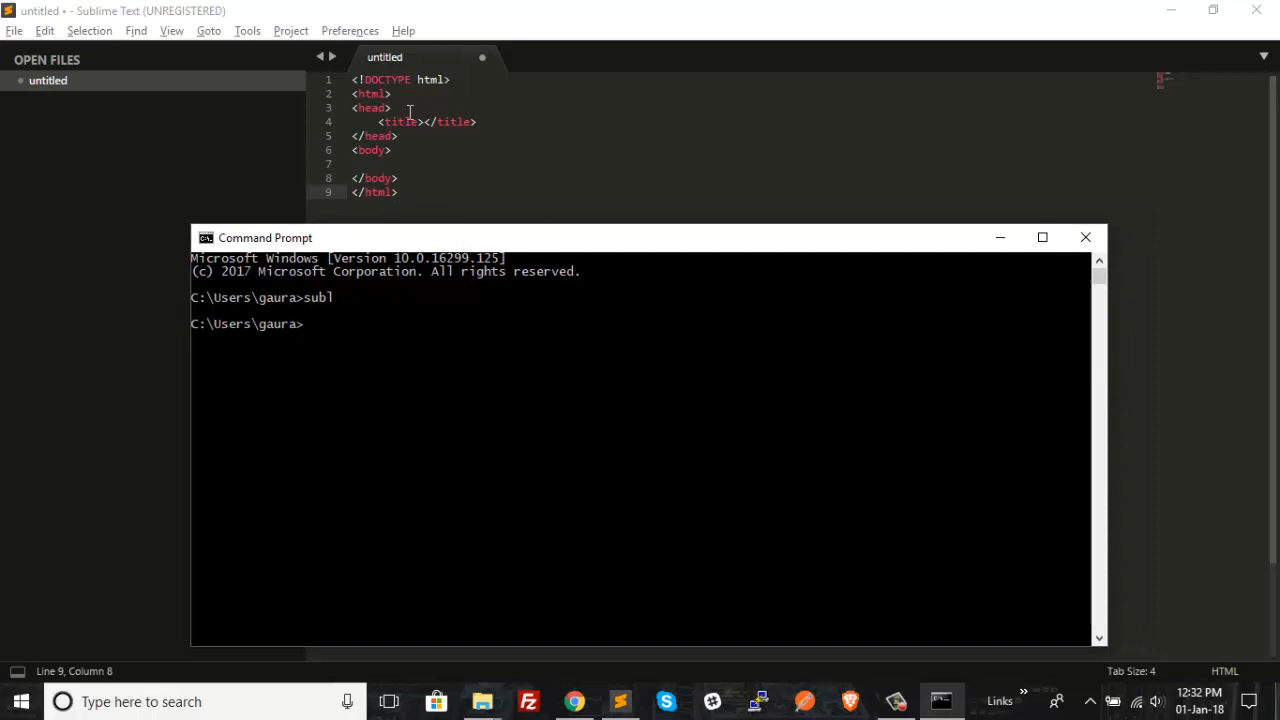 untitled • - Sublime Text (UNREGISTERED)
File Edit Selection Find View Goto Tools Project Preferences Help
OPEN FILES
untitled
untitled
1 <!DOCTYPE html>
2 <html>
3 <head>
4 <title></title>
5 </head>
6 <body>
7
8 </body>
9 </html>
Command Prompt
Microsoft Windows [Version 10.0.16299.125]
(c) 2017 Microsoft Corporation. All rights reserved.
C:\Users\gaura>subl
C:\Users\gaura>
Line 9, Column 8
Tab Size: 4
HTML
Type here to search
Links
12:32 PM
01-Jan-18